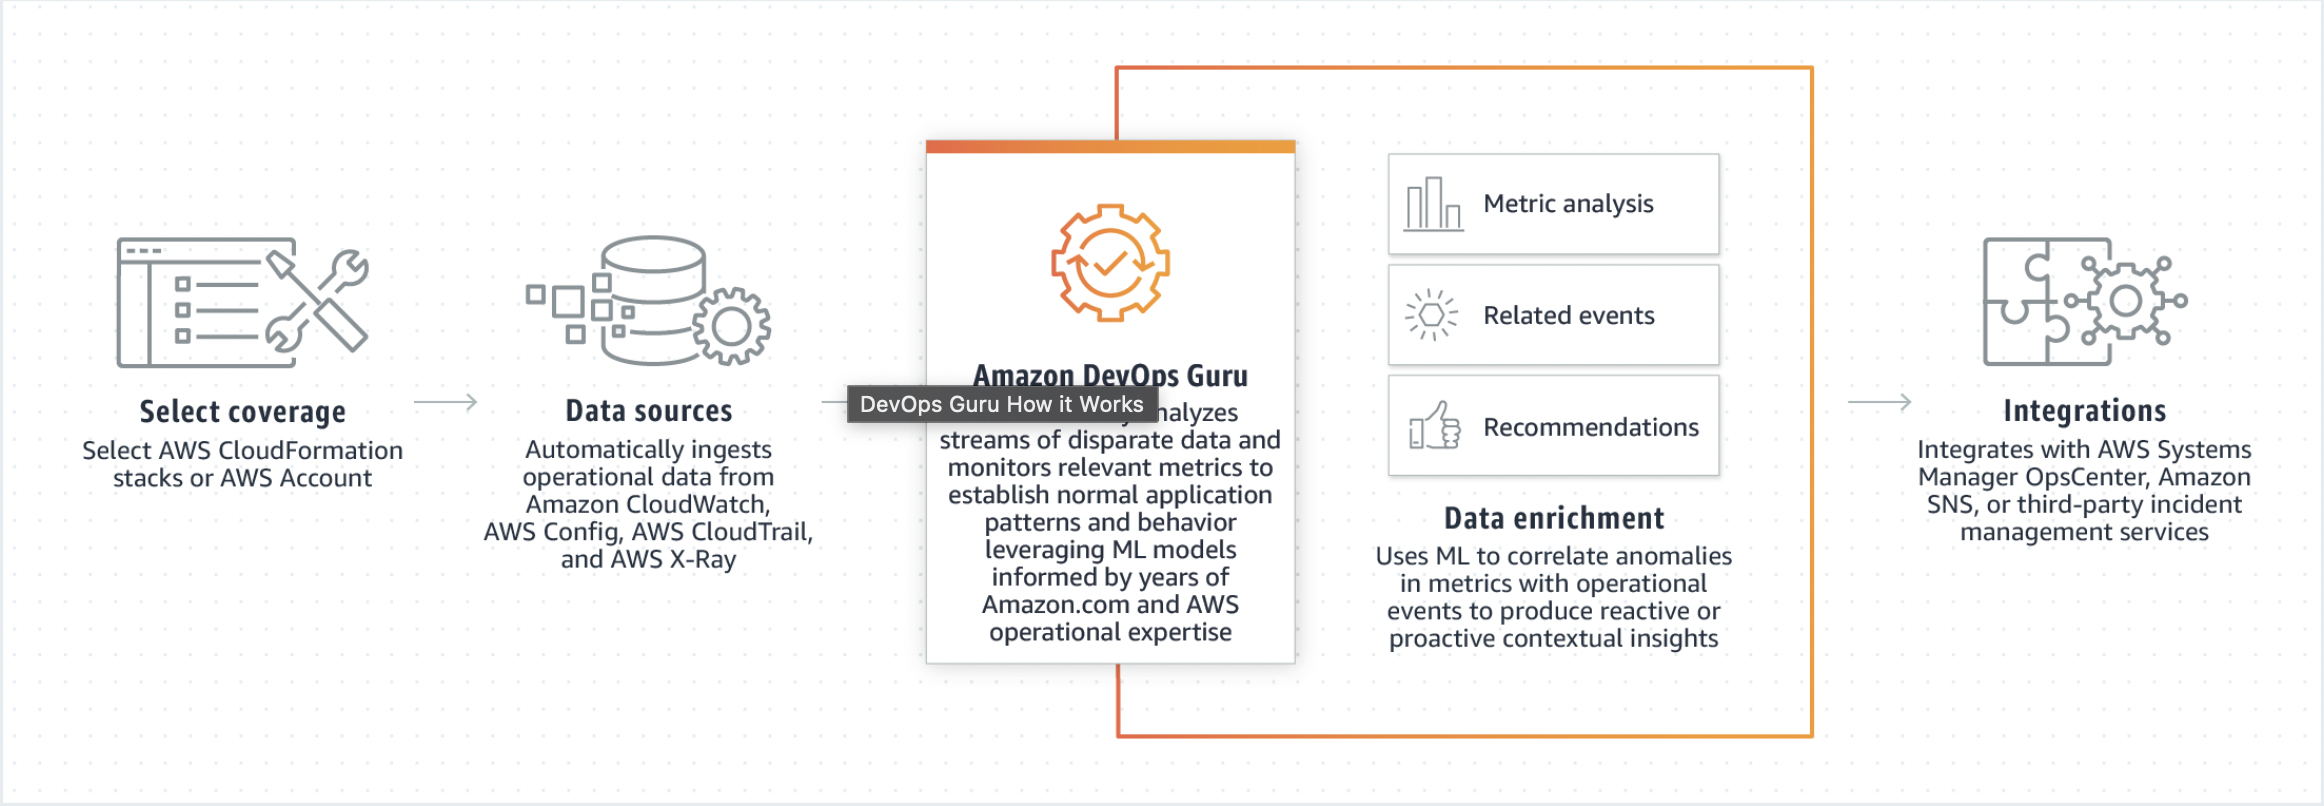 Select coverage
Select AWS CloudFormation
stacks or AWS Account
Data sources
Automatically ingests
operational data from
Amazon CloudWatch,
AWS Config, AWS CloudTrail,
and AWS X-Ray
Amazon DevOps Guru
DevOps Guru How it Works
streams of disparate data and
monitors relevant metrics to
establish normal application
patterns and behavior
leveraging ML models
informed by years of
Amazon.com and AWS
operational expertise
Metric analysis
Related events
Recommendations
Data enrichment
Uses ML to correlate anomalies
in metrics with operational
events to produce reactive or
proactive contextual insights
Integrations
Integrates with AWS Systems
Manager OpsCenter, Amazon
SNS, or third-party incident
management services